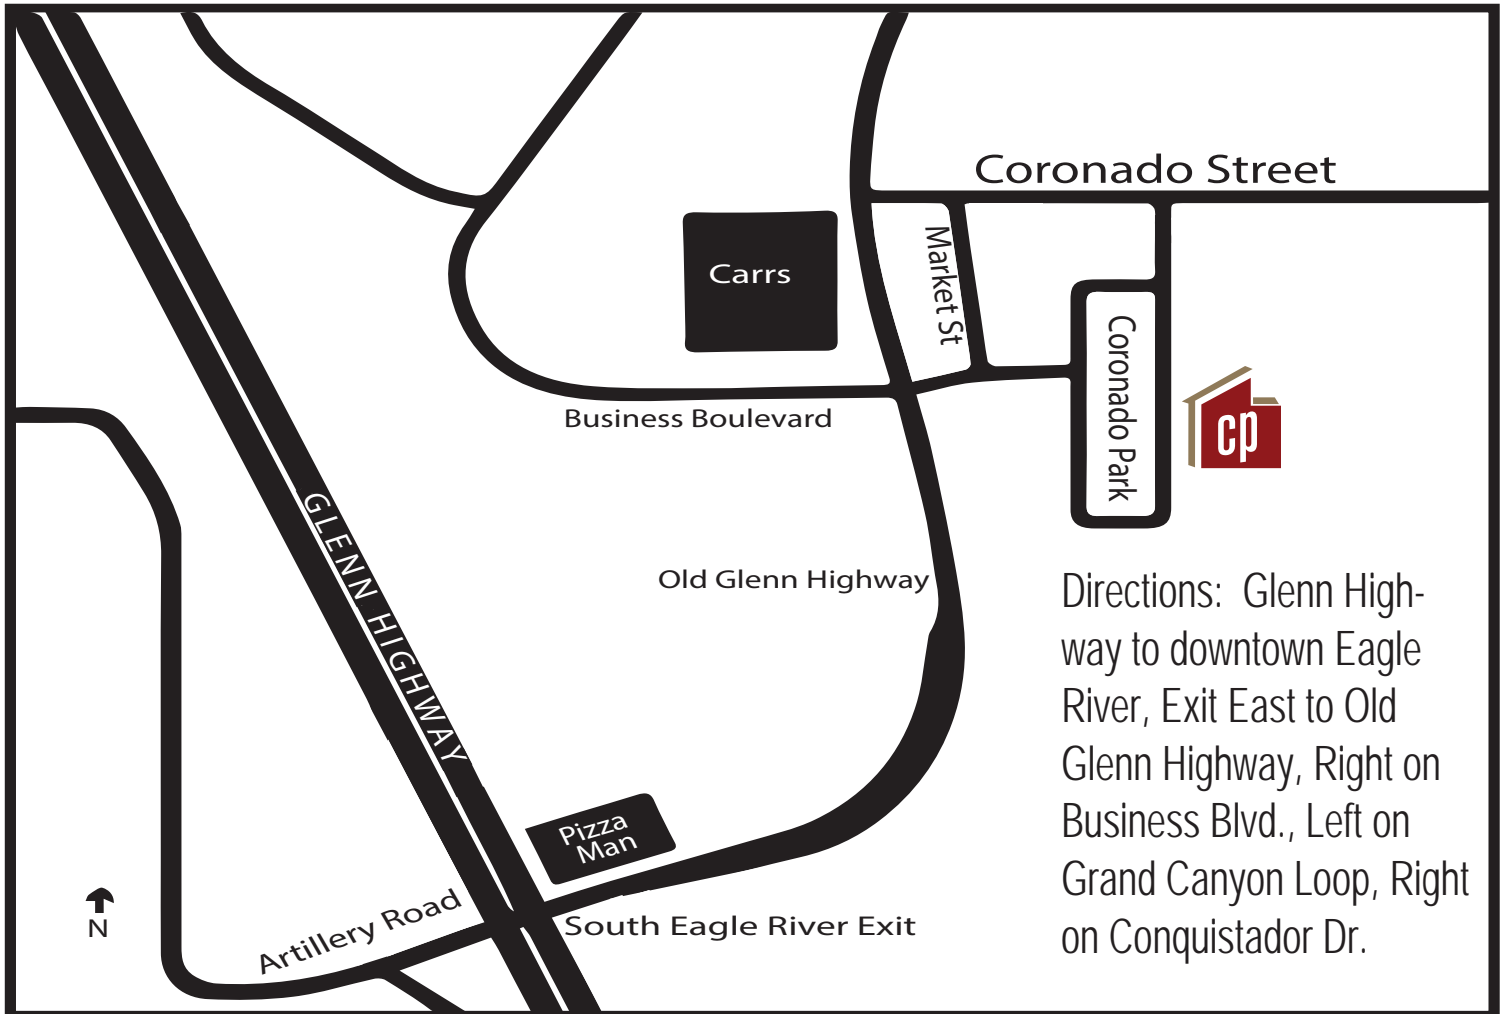 Coronado Street
Market St
Carrs
Coronado Park
cp
Business Boulevard
GLENN HIGHWAY
Old Glenn Highway
Directions:  Glenn High-
way to downtown Eagle
River, Exit East to Old
Glenn Highway, Right on
Business Blvd., Left on
Grand Canyon Loop, Right
on Conquistador Dr.
Pizza
Man
N
Artillery Road
South Eagle River Exit